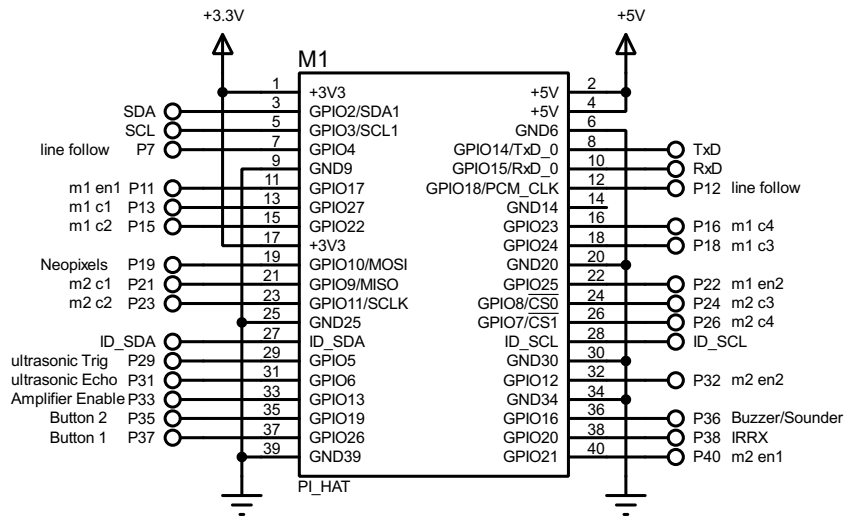 +3.3V +5V
M1
1 +3V3 +5V 2
SDA 3 GPIO2/SDA1 +5V 4
SCL 5 GPIO3/SCL1 GND6 6
line follow P7 7 GPIO4 GPIO14/TxD_0 8 TxD
9 GND9 GPIO15/RxD_0 10 RxD
m1 en1 P11 11 GPIO17 GPIO18/PCM_CLK 12 P12 line follow
m1 c1 P13 13 GPIO27 GND14 14
m1 c2 P15 15 GPIO22 GPIO23 16 P16 m1 c4
17 +3V3 GPIO24 18 P18 m1 c3
Neopixels P19 19 GPIO10/MOSI GND20 20
m2 c1 P21 21 GPIO9/MISO GPIO25 22 P22 m1 en2
m2 c2 P23 23 GPIO11/SCLK GPIO8/CS0 24 P24 m2 c3
25 GND25 GPIO7/CS1 26 P26 m2 c4
ID_SDA 27 ID_SDA ID_SCL 28 ID_SCL
ultrasonic Trig P29 29 GPIO5 GND30 30
ultrasonic Echo P31 31 GPIO6 GPIO12 32 P32 m2 en2
Amplifier Enable P33 33 GPIO13 GND34 34
Button 2 P35 35 GPIO19 GPIO16 36 P36 Buzzer/Sounder
Button 1 P37 37 GPIO26 GPIO20 38 P38 IRRX
39 GND39 GPIO21 40 P40 m2 en1
PI_HAT